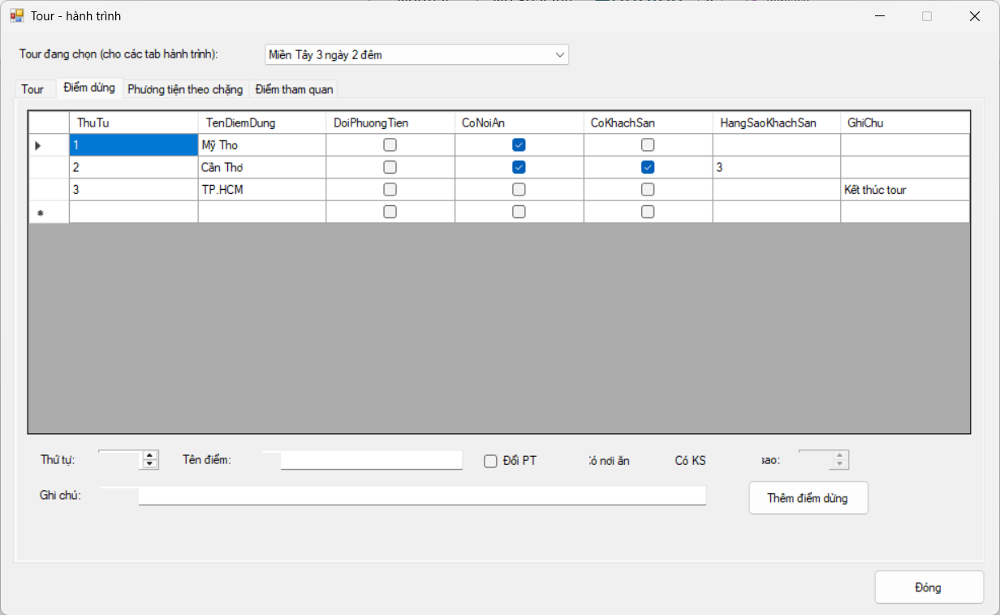 Tour - hành trình
Tour đang chọn (cho các tab hành trình): Miền Tây 3 ngày 2 đêm
Tour Điểm dừng Phương tiện theo chặng Điểm tham quan
ThuTu TenDiemDung DoiPhuongTien CoNoiAn CoKhachSan HangSaoKhachSan GhiChu
1 Mỹ Tho
2 Cần Thơ 3
3 TP.HCM Kết thúc tour
Thứ tự: Tên điểm: Đổi PT nơi ăn Có KS sao:
Ghi chú: Thêm điểm dừng
Đóng